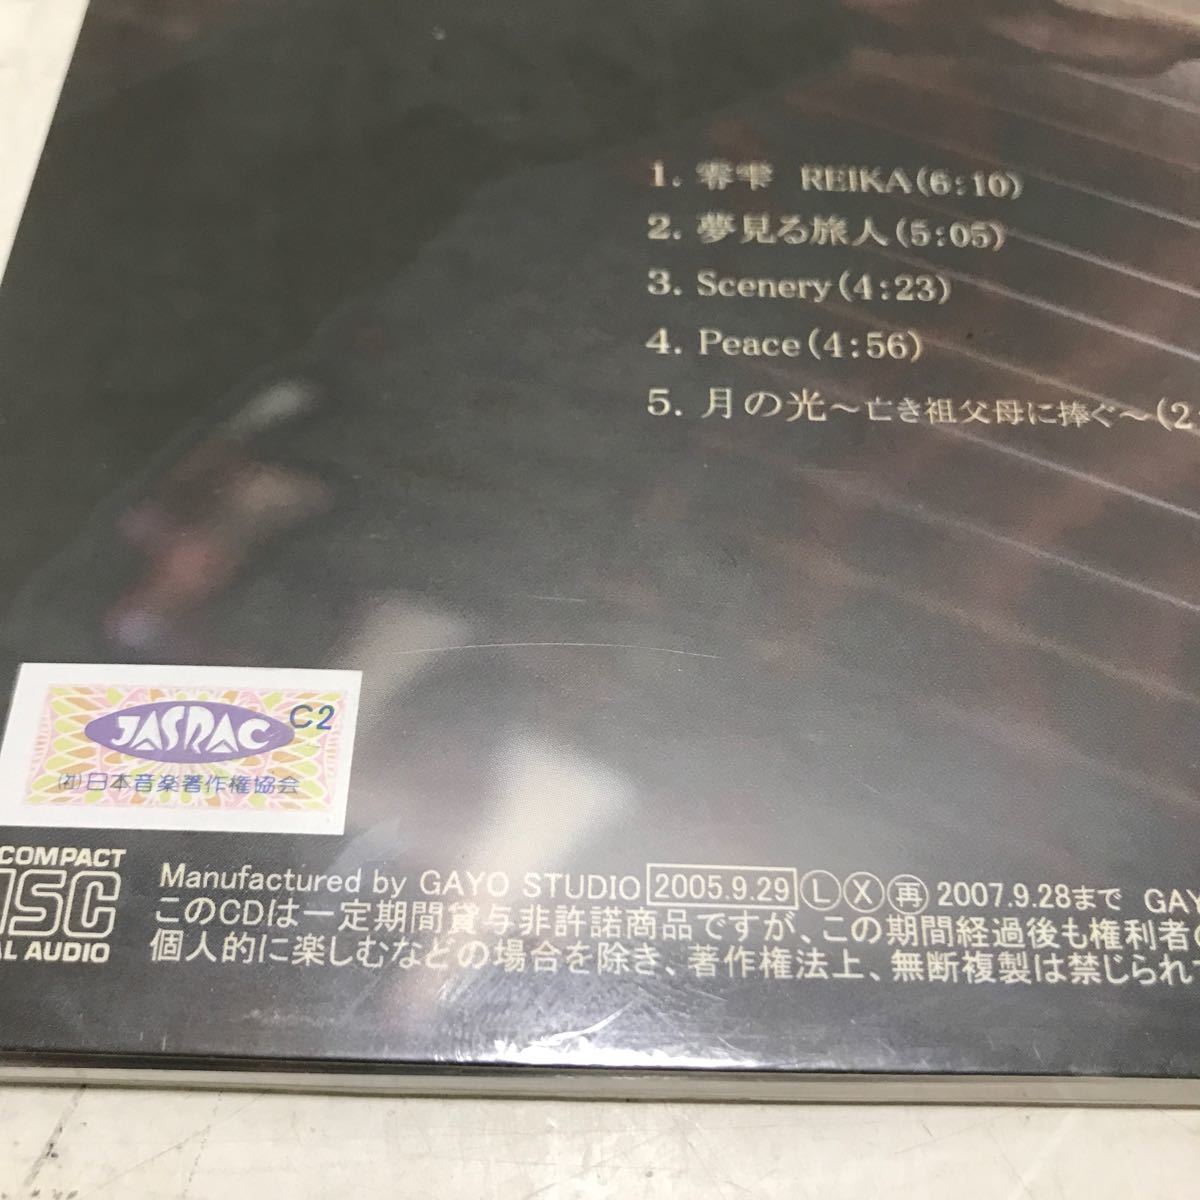 1. 零雫 REIKA(6:10)
2. 夢見る旅人(5:05)
3. Scenery(4:23)
4. Peace(4:56)
5. 月の光〜亡き祖父母に捧ぐ〜(2:
JASRAC C2
(社)日本音楽著作権協会
COMPACT
DISC
AL AUDIO
Manufactured by GAYO STUDIO 2005.9.29 Ⓛ Ⓧ ㊢ 2007.9.28まで GAY
このCDは一定期間貸与非許諾商品ですが、この期間経過後も権利者の
個人的に楽しむなどの場合を除き、著作権法上、無断複製は禁じられて